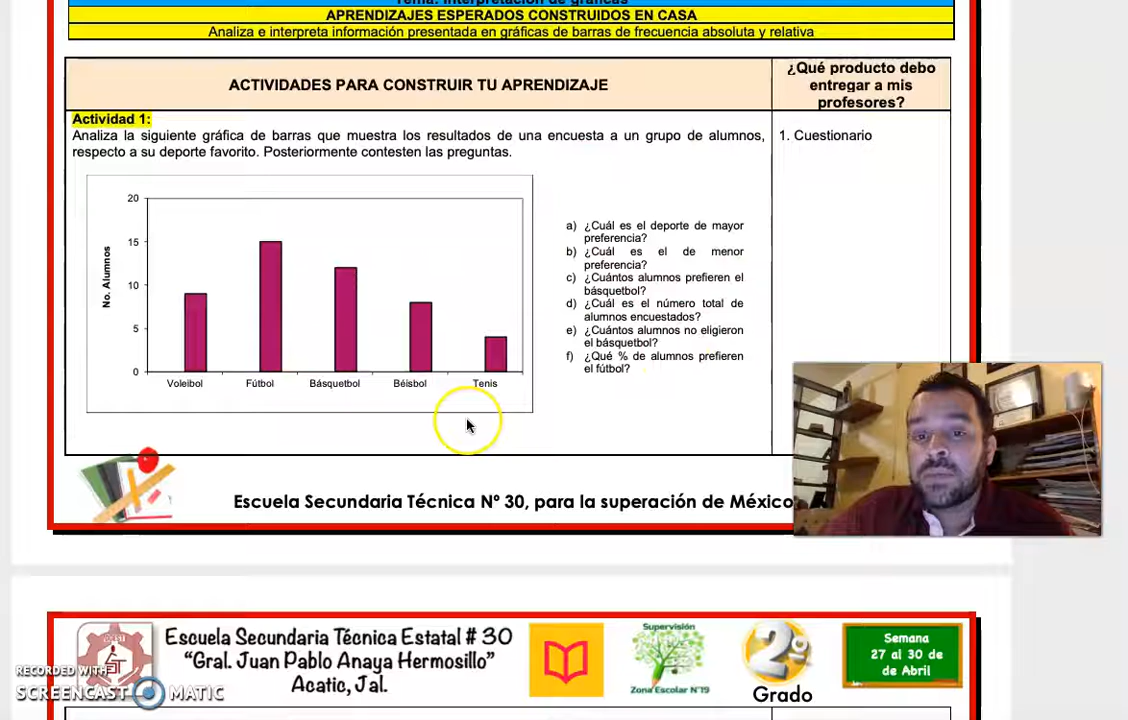 Tema: Interpretación de gráficas
APRENDIZAJES ESPERADOS CONSTRUIDOS EN CASA
Analiza e interpreta información presentada en gráficas de barras de frecuencia absoluta y relativa
ACTIVIDADES PARA CONSTRUIR TU APRENDIZAJE
¿Qué producto debo
entregar a mis
profesores?
Actividad 1:
Analiza la siguiente gráfica de barras que muestra los resultados de una encuesta a un grupo de alumnos,
respecto a su deporte favorito. Posteriormente contesten las preguntas.
1. Cuestionario
20
15
10
5
0
No. Alumnos
Voleibol Fútbol Básquetbol Béisbol Tenis
a) ¿Cuál es el deporte de mayor
preferencia?
b) ¿Cuál es el de menor
preferencia?
c) ¿Cuántos alumnos prefieren el
básquetbol?
d) ¿Cuál es el número total de
alumnos encuestados?
e) ¿Cuántos alumnos no eligieron
el básquetbol?
f) ¿Qué % de alumnos prefieren
el fútbol?
Escuela Secundaria Técnica Nº 30, para la superación de México
Escuela Secundaria Técnica Estatal # 30
"Gral. Juan Pablo Anaya Hermosillo"
Acatic, Jal.
Supervisión
Zona Escolar Nº19
2º
Grado
Semana
27 al 30 de
de Abril
RECORDED WITH
SCREENCAST MATIC